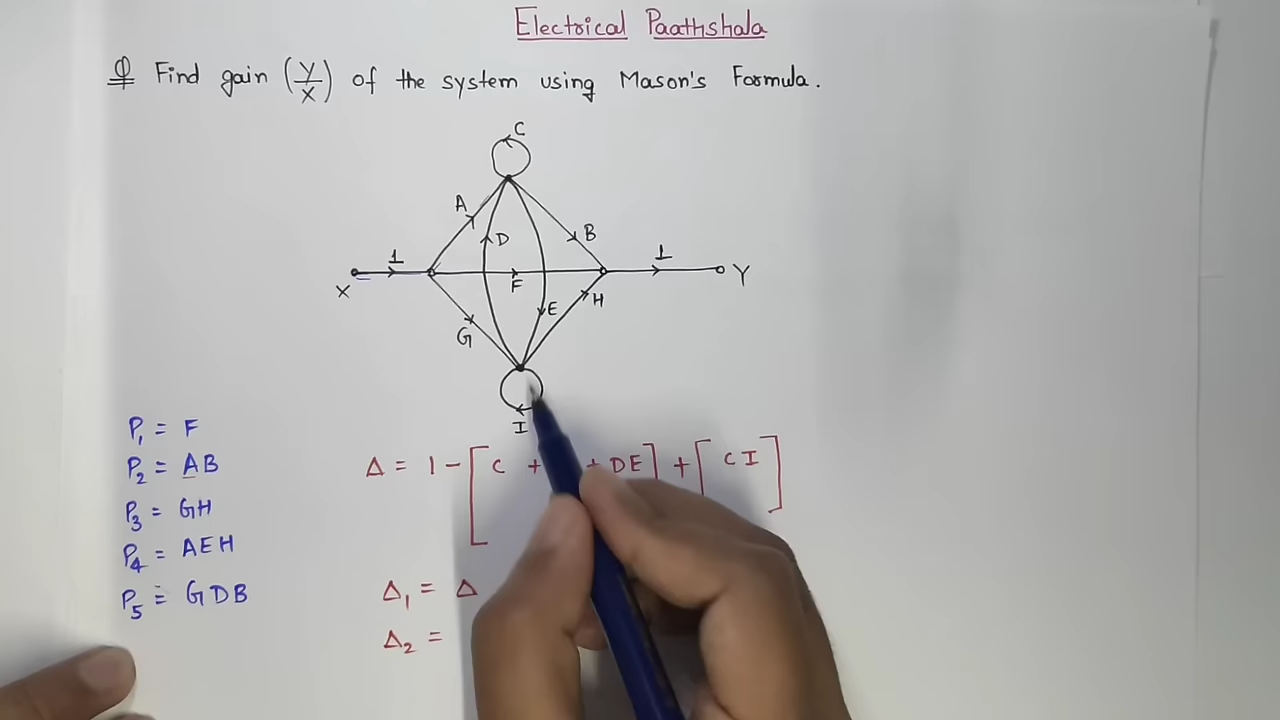 Electrical Paathshala
Q Find gain (Y/X) of the system using Mason's Formula.
C
A
D
B
1
1
X
F
Y
E
H
G
I
P₁ = F
P₂ = AB
P₃ = GH
P₄ = AEH
P₅ = GDB
Δ = 1 - [ C + + DE ] + [ CI ]
Δ₁ = Δ
Δ₂ =